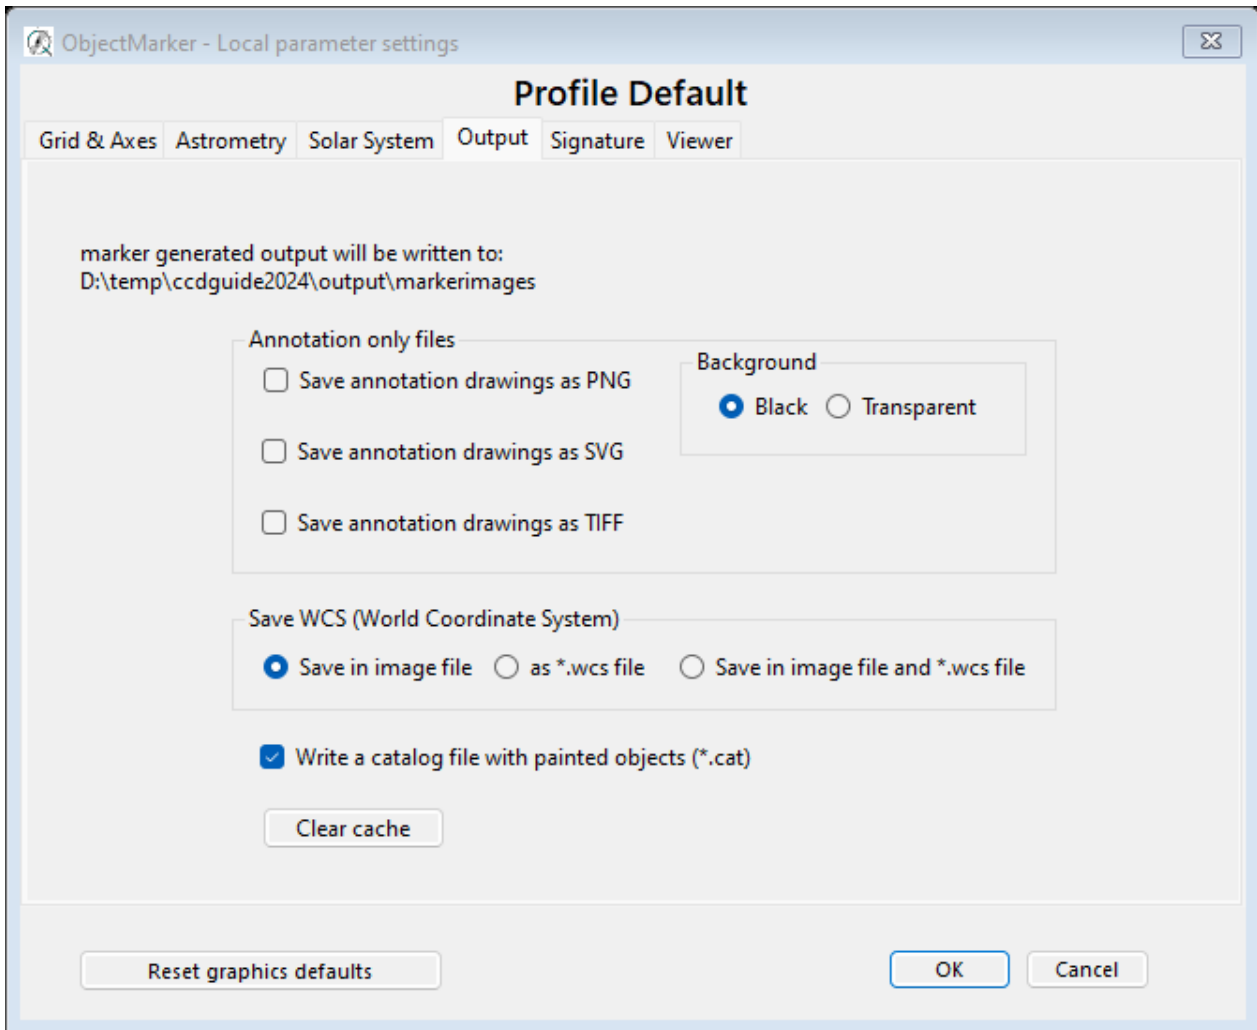 ObjectMarker - Local parameter settings
Profile Default
Grid & Axes Astrometry Solar System Output Signature Viewer
marker generated output will be written to:
D:\temp\ccdguide2024\output\markerimages
Annotation only files
Save annotation drawings as PNG
Background
Black Transparent
Save annotation drawings as SVG
Save annotation drawings as TIFF
Save WCS (World Coordinate System)
Save in image file as *.wcs file Save in image file and *.wcs file
Write a catalog file with painted objects (*.cat)
Clear cache
Reset graphics defaults OK Cancel